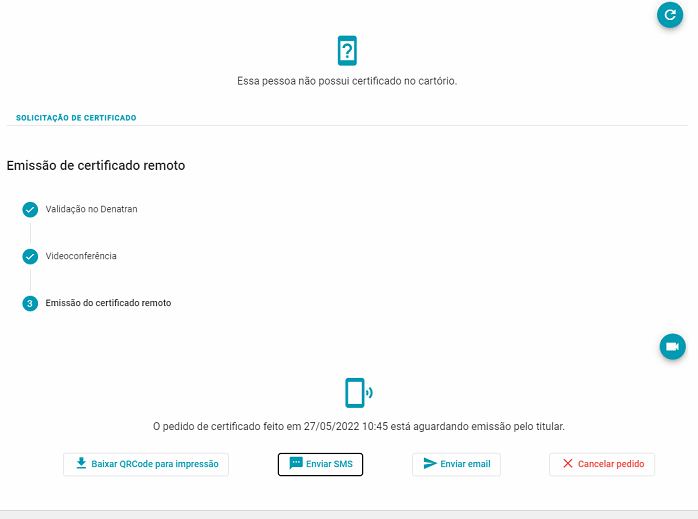 Essa pessoa não possui certificado no cartório.
SOLICITAÇÃO DE CERTIFICADO
Emissão de certificado remoto
Validação no Denatran
Videoconferência
3 Emissão do certificado remoto
O pedido de certificado feito em 27/05/2022 10:45 está aguardando emissão pelo titular.
Baixar QRCode para impressão Enviar SMS Enviar email Cancelar pedido